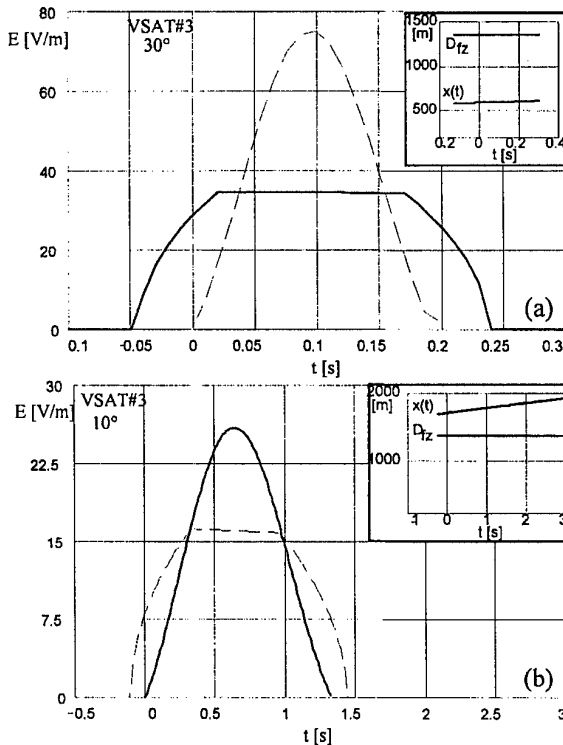 E [V/m]
VSAT#3
30°
80
60
40
20
0
0.1
-0.05
0
0.05
0.1
0.15
0.2
0.25
0.3
t [s]
(a)
1500
[m]
D_fz
1000
x(t)
500
0.2
0
0.2
0.4
t [s]
E [V/m]
VSAT#3
10°
30
22.5
15
7.5
0
-0.5
0
0.5
1
1.5
2
2.5
3
t [s]
(b)
2000
[m]
x(t)
D_fz
1000
1
0
1
2
3
t [s]